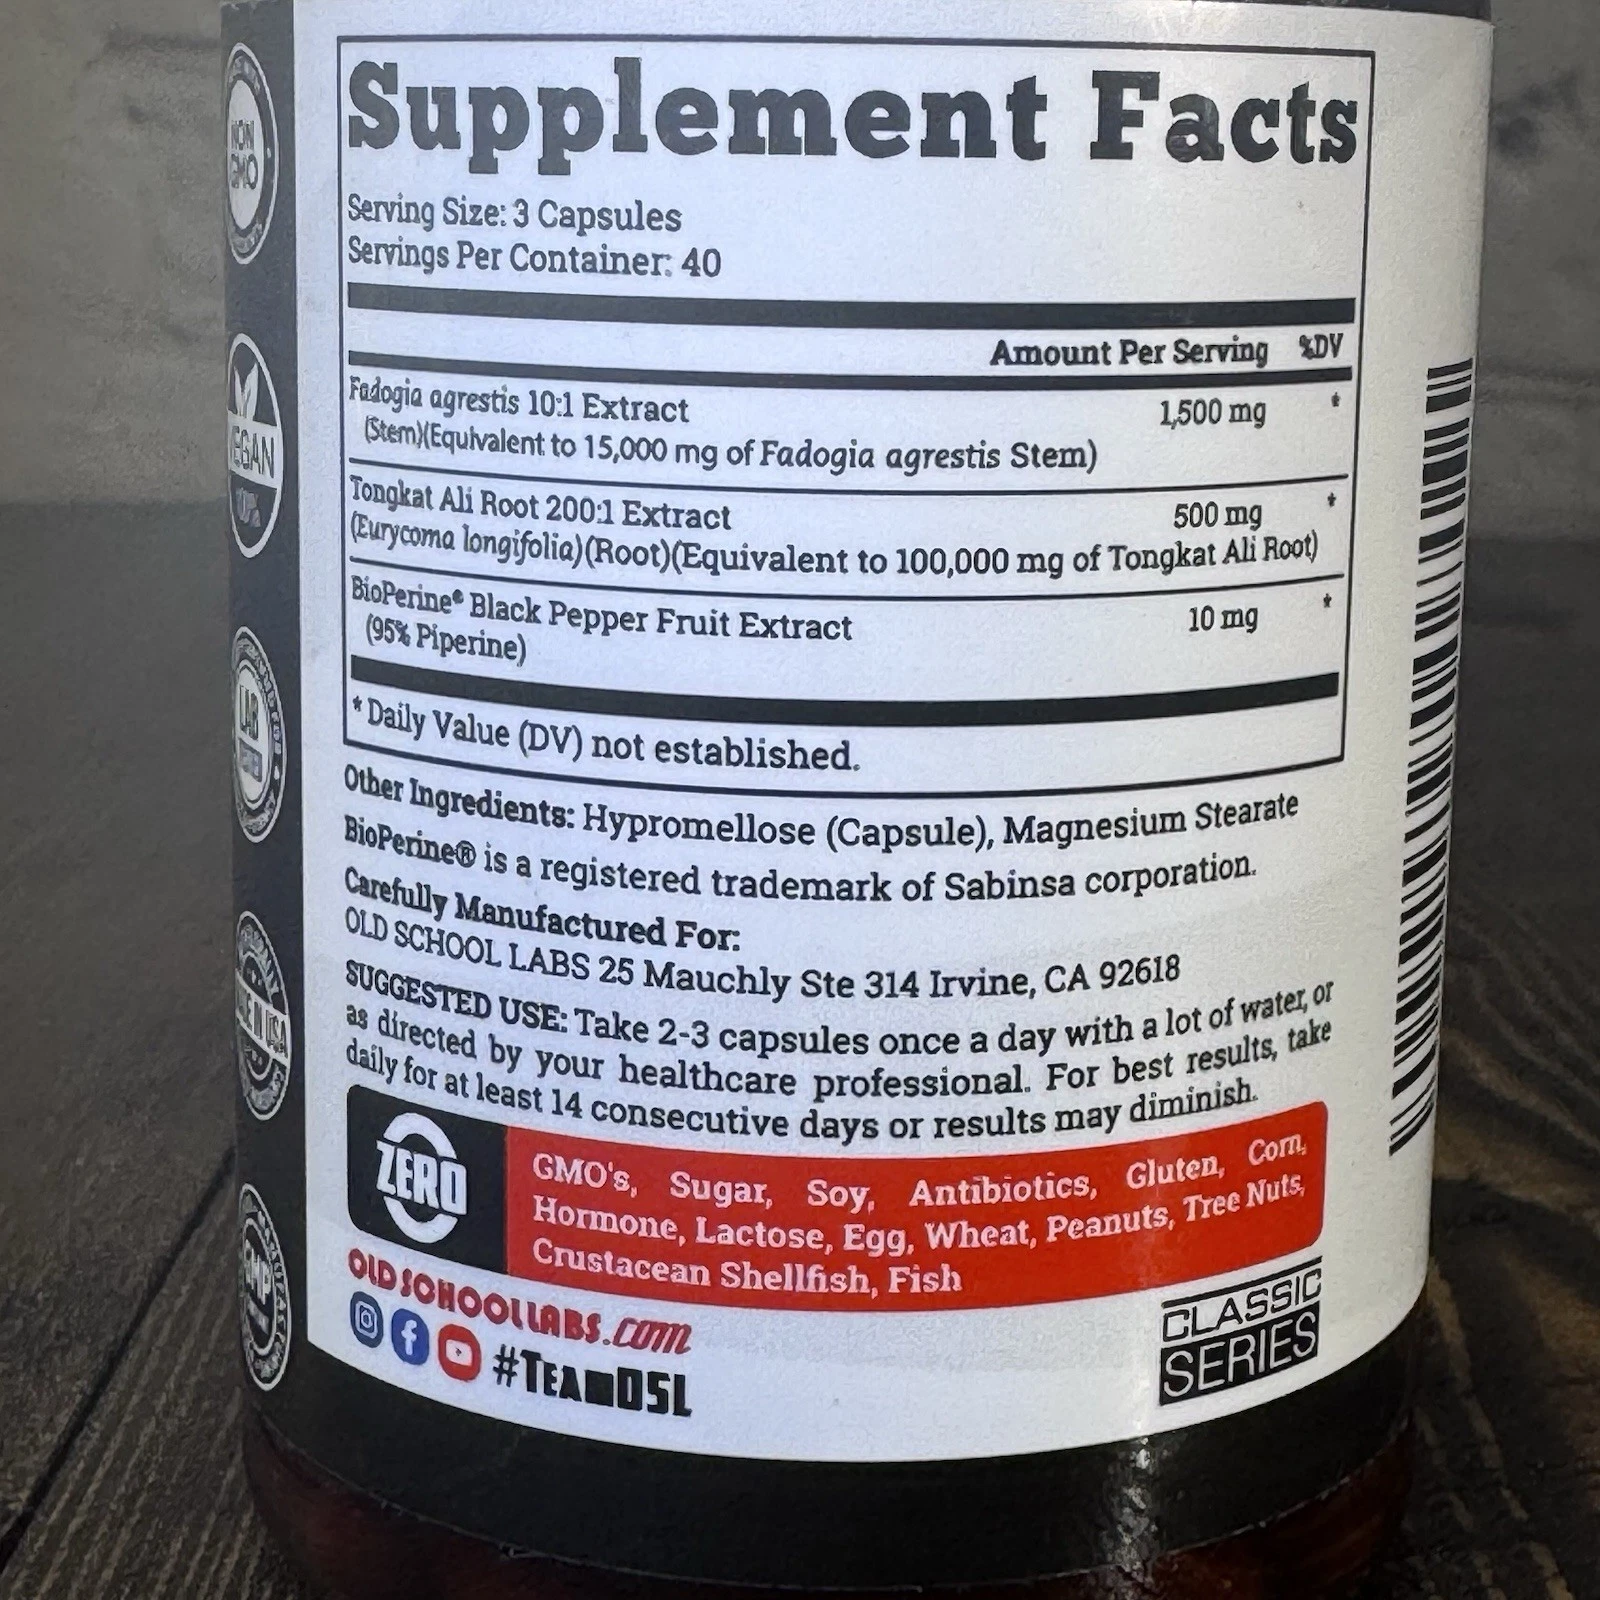 Supplement Facts
Serving Size: 3 Capsules
Servings Per Container: 40
Amount Per Serving %DV
Fadogia agrestis 10:1 Extract 1,500 mg *
(Stem)(Equivalent to 15,000 mg of Fadogia agrestis Stem)
Tongkat Ali Root 200:1 Extract 500 mg *
(Eurycoma longifolia)(Root)(Equivalent to 100,000 mg of Tongkat Ali Root)
BioPerine® Black Pepper Fruit Extract 10 mg *
(95% Piperine)
* Daily Value (DV) not established.
Other Ingredients: Hypromellose (Capsule), Magnesium Stearate
BioPerine® is a registered trademark of Sabinsa corporation.
Carefully Manufactured For:
OLD SCHOOL LABS 25 Mauchly Ste 314 Irvine, CA 92618
SUGGESTED USE: Take 2-3 capsules once a day with a lot of water, or
as directed by your healthcare professional. For best results, take
daily for at least 14 consecutive days or results may diminish.
ZERO
GMO's, Sugar, Soy, Antibiotics, Gluten, Corn,
Hormone, Lactose, Egg, Wheat, Peanuts, Tree Nuts,
Crustacean Shellfish, Fish
OLDSCHOOLLABS.com
#TEAMOSL
CLASSIC
SERIES
NON
GMO
VEGAN
LAB
GMP